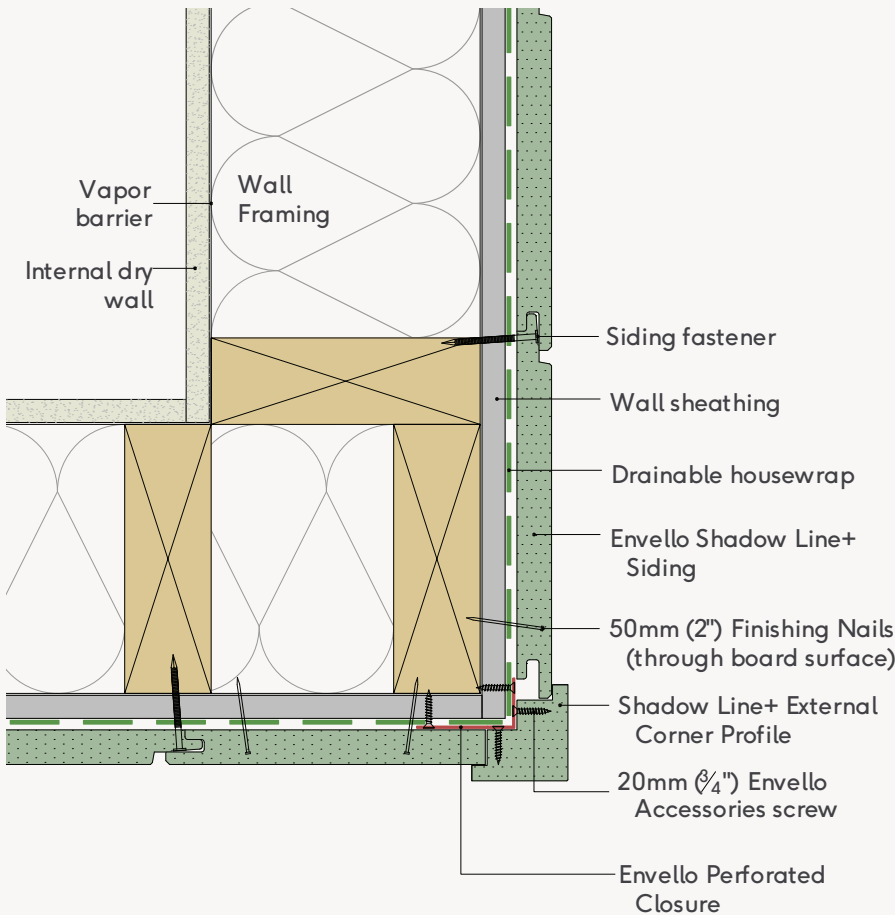 Vapor
barrier
Wall
Framing
Internal dry
wall
Siding fastener
Wall sheathing
Drainable housewrap
Envello Shadow Line+
Siding
50mm (2") Finishing Nails
(through board surface)
Shadow Line+ External
Corner Profile
20mm (¾") Envello
Accessories screw
Envello Perforated
Closure